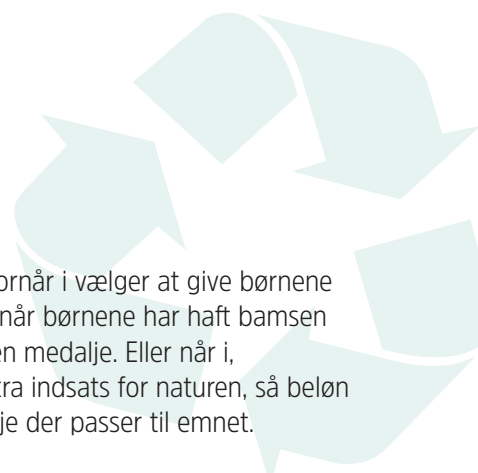 ornår i vælger at give børnene
når børnene har haft bamsen
en medalje. Eller når i,
tra indsats for naturen, så beløn
je der passer til emnet.